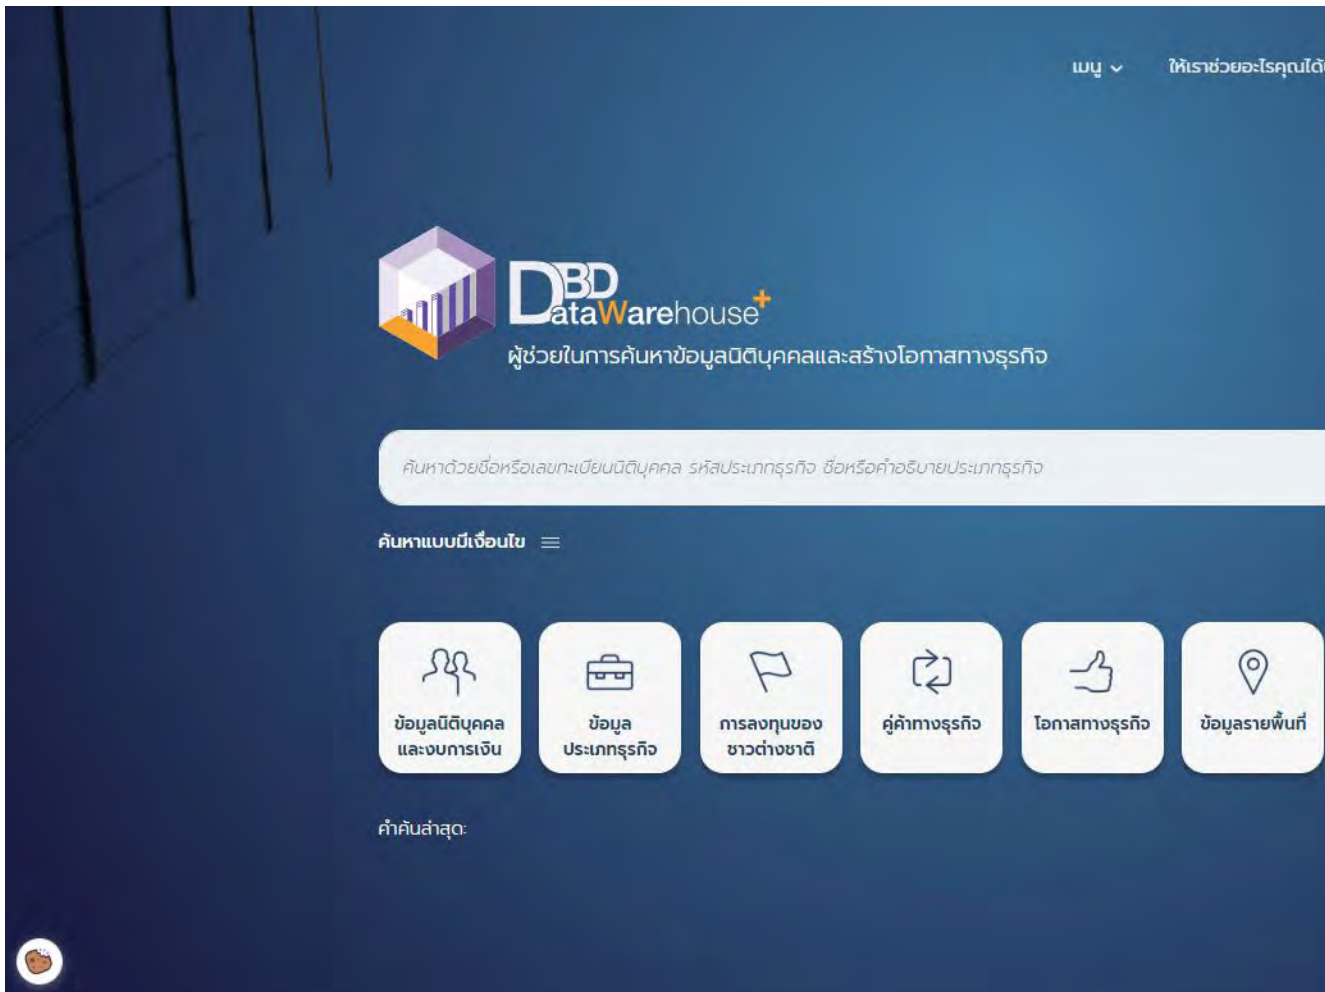 เมนู
ให้เราช่วยอะไรคุณได้
DBD
DataWarehouse+
ผู้ช่วยในการค้นหาข้อมูลนิติบุคคลและสร้างโอกาสทางธุรกิจ
ค้นหาด้วยชื่อหรือเลขทะเบียนนิติบุคคล รหัสประเภทธุรกิจ ชื่อหรือคำอธิบายประเภทธุรกิจ
ค้นหาแบบมีเงื่อนไข
ข้อมูลนิติบุคคล
และงบการเงิน
ข้อมูล
ประเภทธุรกิจ
การลงทุนของ
ชาวต่างชาติ
คู่ค้าทางธุรกิจ
โอกาสทางธุรกิจ
ข้อมูลรายพื้นที่
คำค้นล่าสุด: